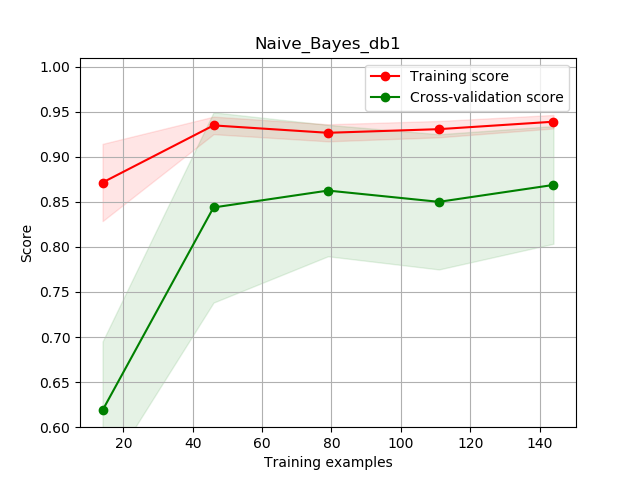 Naive_Bayes_db1
1.00
0.95
0.90
0.85
0.80
0.75
0.70
0.65
0.60
Score
Training score
Cross-validation score
20 40 60 80 100 120 140
Training examples